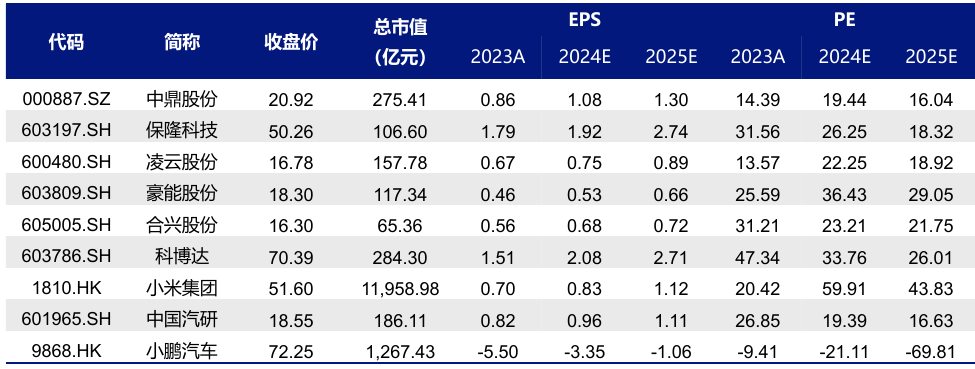 代码 简称 收盘价 总市值（亿元） EPS PE
2023A 2024E 2025E 2023A 2024E 2025E
000887.SZ 中鼎股份 20.92 275.41 0.86 1.08 1.30 14.39 19.44 16.04
603197.SH 保隆科技 50.26 106.60 1.79 1.92 2.74 31.56 26.25 18.32
600480.SH 凌云股份 16.78 157.78 0.67 0.75 0.89 13.57 22.25 18.92
603809.SH 豪能股份 18.30 117.34 0.46 0.53 0.66 25.59 36.43 29.05
605005.SH 合兴股份 16.30 65.36 0.56 0.68 0.72 31.21 23.21 21.75
603786.SH 科博达 70.39 284.30 1.51 2.08 2.71 47.34 33.76 26.01
1810.HK 小米集团 51.60 11,958.98 0.70 0.83 1.12 20.42 59.91 43.83
601965.SH 中国汽研 18.55 186.11 0.82 0.96 1.11 26.85 19.39 16.63
9868.HK 小鹏汽车 72.25 1,267.43 -5.50 -3.35 -1.06 -9.41 -21.11 -69.81